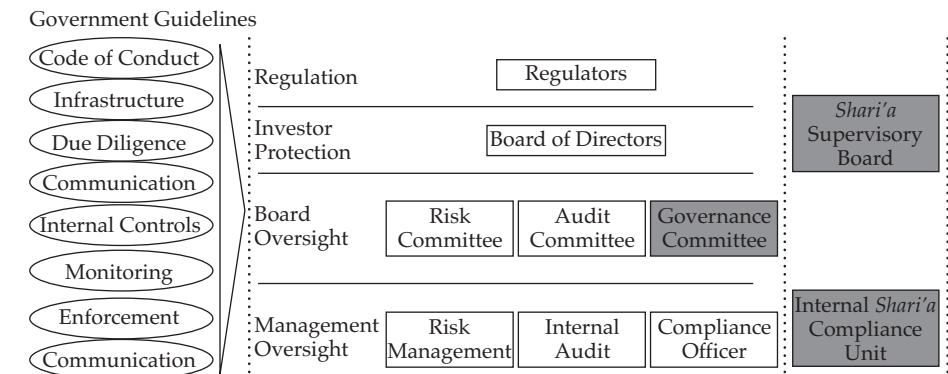 Government Guidelines
Code of Conduct
Infrastructure
Due Diligence
Communication
Internal Controls
Monitoring
Enforcement
Communication
Regulation
Regulators
Investor
Protection
Board of Directors
Board
Oversight
Risk
Committee
Audit
Committee
Governance
Committee
Management
Oversight
Risk
Management
Internal
Audit
Compliance
Officer
Shari'a
Supervisory
Board
Internal Shari'a
Compliance
Unit